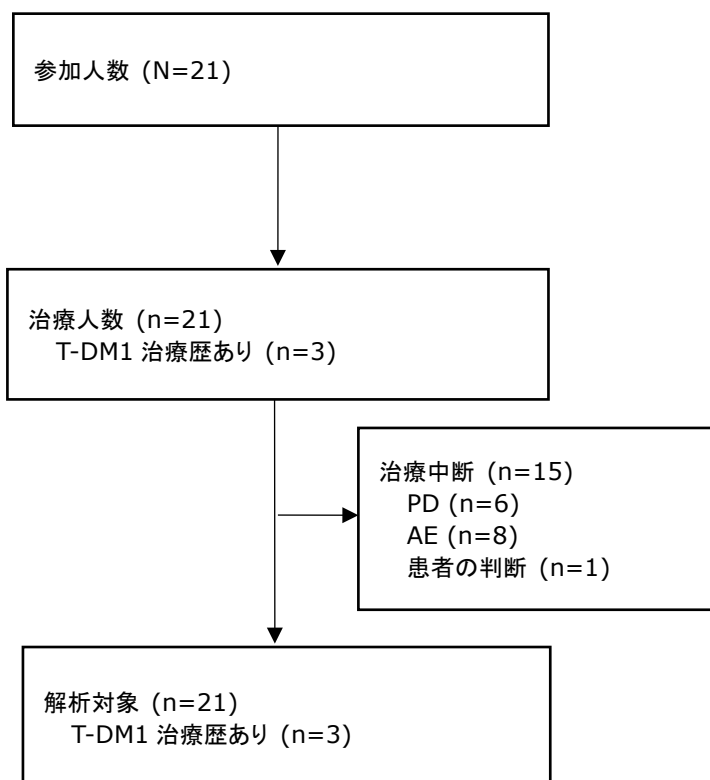 参加人数 (N=21)
治療人数 (n=21)
T-DM1 治療歴あり (n=3)
治療中断 (n=15)
PD (n=6)
AE (n=8)
患者の判断 (n=1)
解析対象 (n=21)
T-DM1 治療歴あり (n=3)